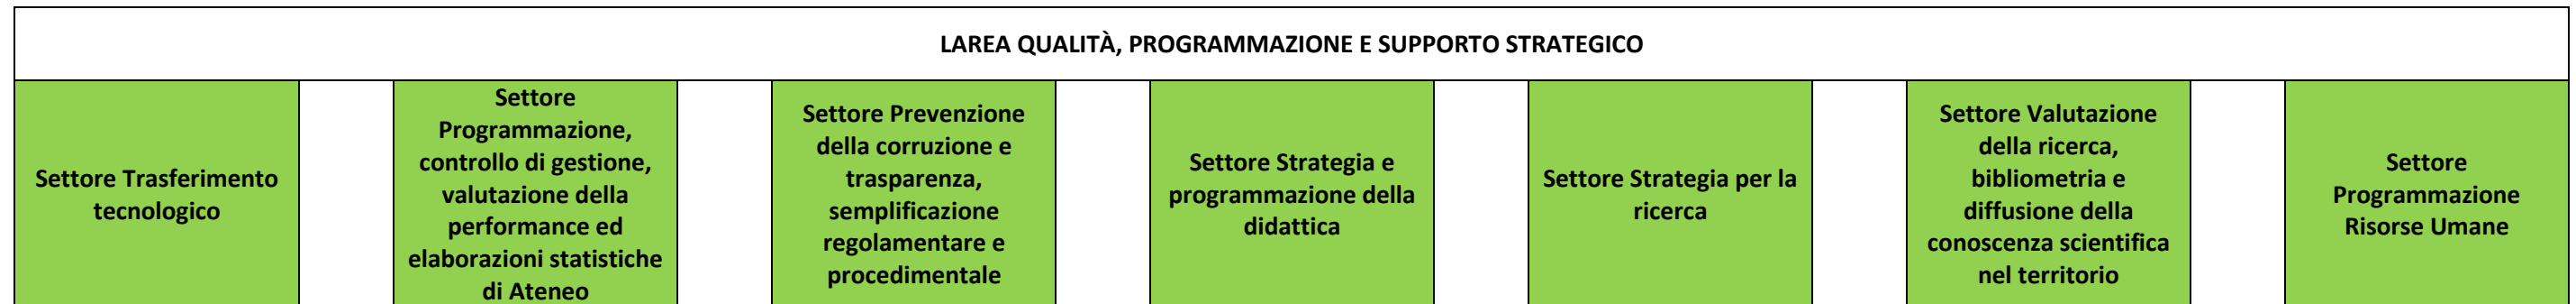 LAREA QUALITÀ, PROGRAMMAZIONE E SUPPORTO STRATEGICO
Settore Trasferimento
tecnologico
Settore
Programmazione,
controllo di gestione,
valutazione della
performance ed
elaborazioni statistiche
di Ateneo
Settore Prevenzione
della corruzione e
trasparenza,
semplificazione
regolamentare e
procedimentale
Settore Strategia e
programmazione della
didattica
Settore Strategia per la
ricerca
Settore Valutazione
della ricerca,
bibliometria e
diffusione della
conoscenza scientifica
nel territorio
Settore
Programmazione
Risorse Umane